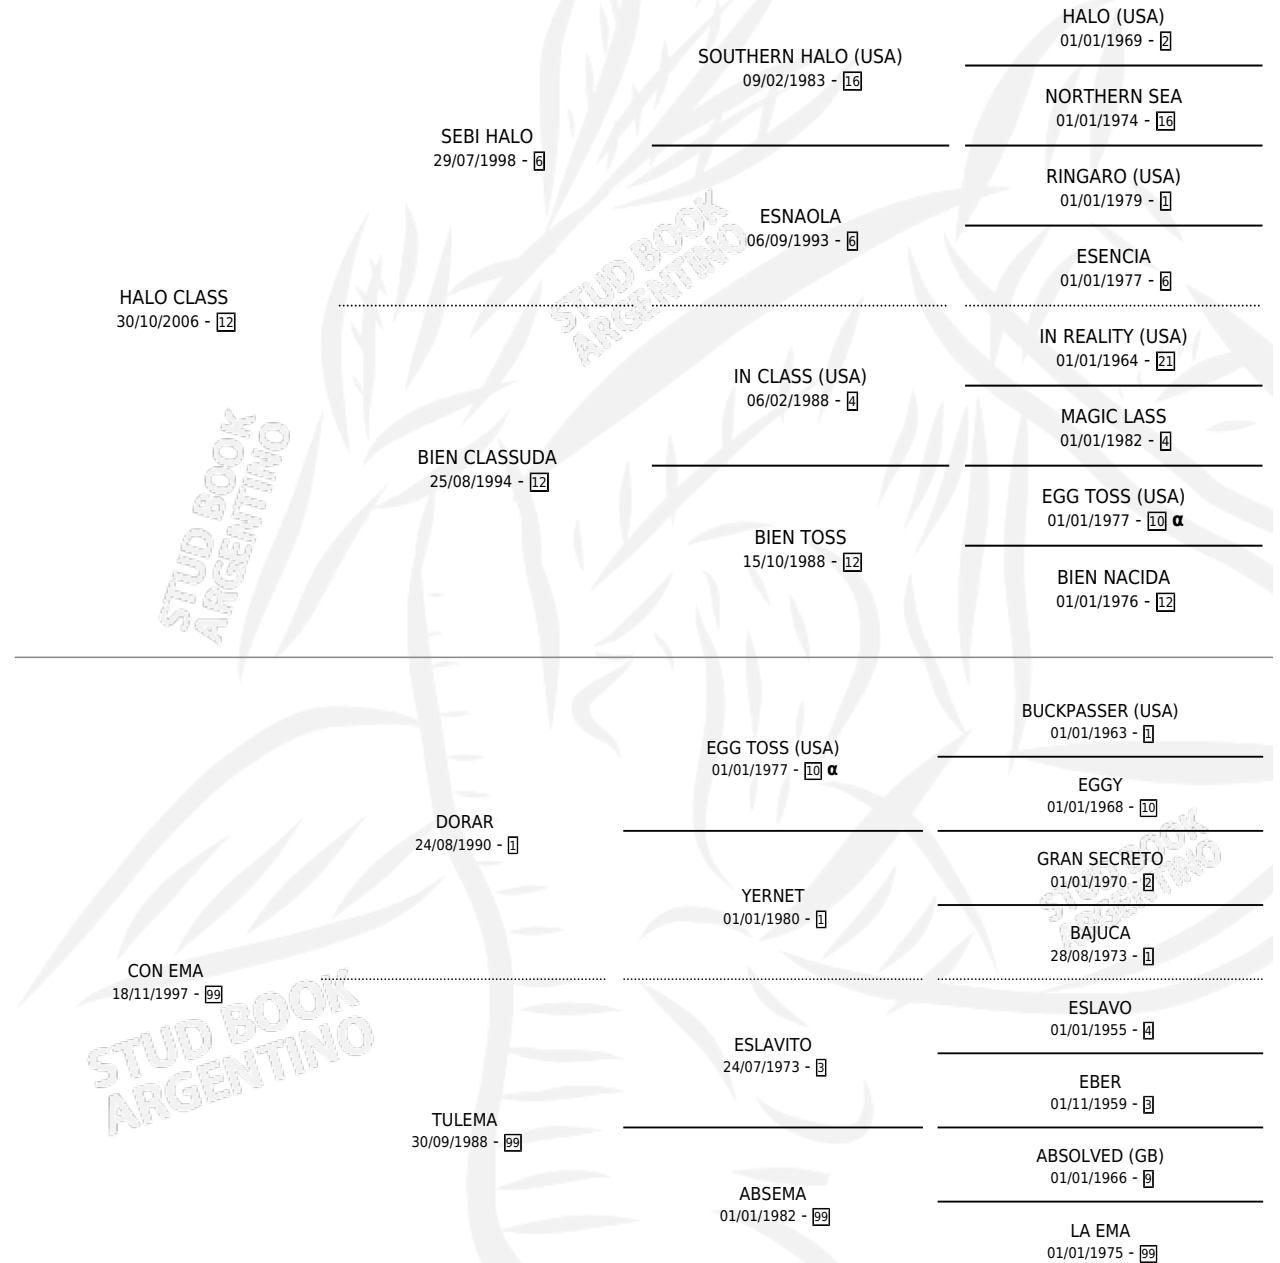 HALO (USA)
01/01/1969 - 2
SOUTHERN HALO (USA)
09/02/1983 - 16
NORTHERN SEA
01/01/1974 - 16
SEBI HALO
29/07/1998 - 6
RINGARO (USA)
01/01/1979 - 1
ESNAOLA
06/09/1993 - 6
ESENCIA
01/01/1977 - 6
STUD BOOK
ARGENTINO
HALO CLASS
30/10/2006 - 12
IN REALITY (USA)
01/01/1964 - 21
IN CLASS (USA)
06/02/1988 - 4
MAGIC LASS
01/01/1982 - 4
BIEN CLASSUDA
25/08/1994 - 12
EGG TOSS (USA)
01/01/1977 - 10 α
BIEN TOSS
15/10/1988 - 12
BIEN NACIDA
01/01/1976 - 12
STUD BOOK
ARGENTINO
BUCKPASSER (USA)
01/01/1963 - 1
EGG TOSS (USA)
01/01/1977 - 10 α
EGGY
01/01/1968 - 10
DORAR
24/08/1990 - 1
GRAN SECRETO
01/01/1970 - 2
YERNET
01/01/1980 - 1
BAJUCA
28/08/1973 - 1
STUD BOOK
ARGENTINO
CON EMA
18/11/1997 - 99
ESLAVO
01/01/1955 - 4
ESLAVITO
24/07/1973 - 3
EBER
01/11/1959 - 3
STUD BOOK
ARGENTINO
TULEMA
30/09/1988 - 99
ABSOLVED (GB)
01/01/1966 - 9
ABSEMA
01/01/1982 - 99
LA EMA
01/01/1975 - 99